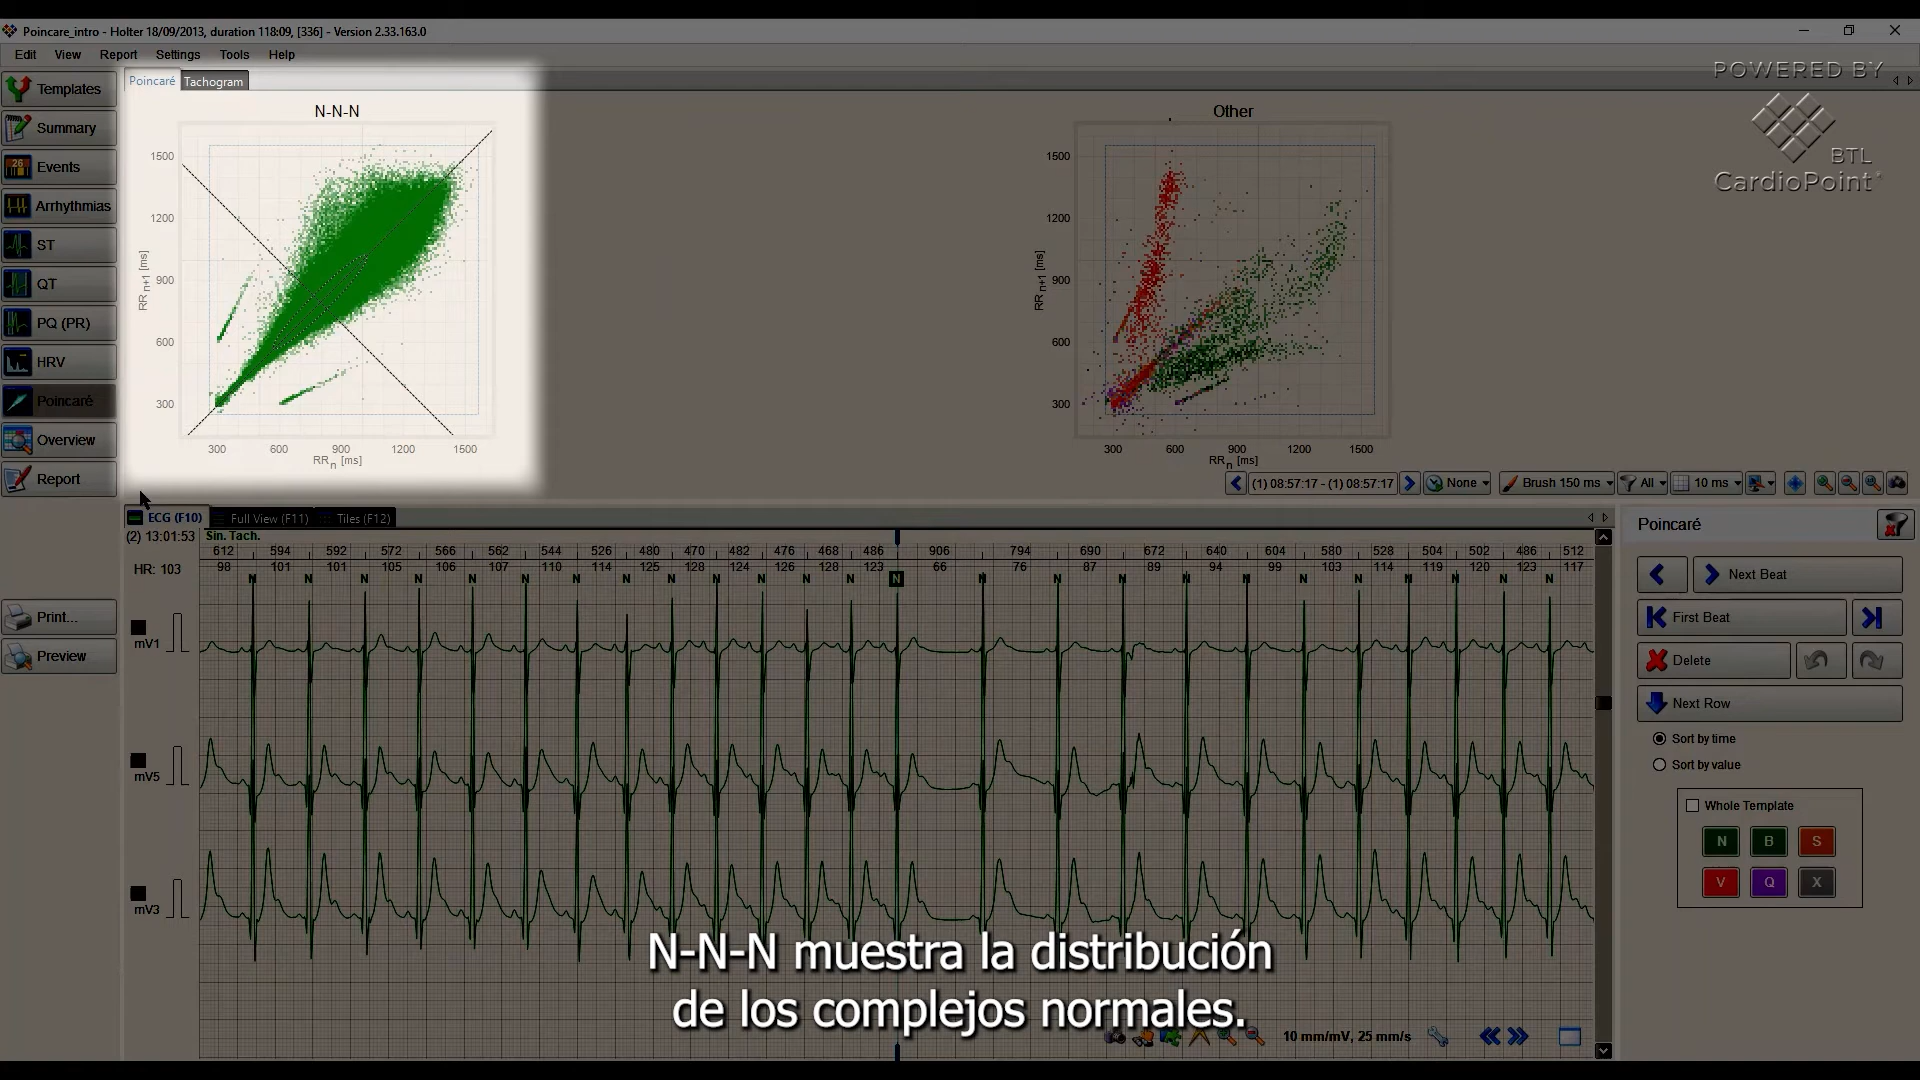 Poincare_intro - Holter 18/09/2013, duration 118:09, [336] - Version 2.33.163.0
Edit View Report Settings Tools Help
POWERED BY
BTL
CardioPoint
Templates
Summary
Events
Arrhythmias
ST
QT
PQ (PR)
HRV
Poincaré
Overview
Report
Print...
Preview
Poincaré Tachogram
N-N-N
1500
1200
900
600
300
RR n+1 [ms]
300 600 900 1200 1500
RR n [ms]
Other
1500
1200
900
600
300
RR n+1 [ms]
300 600 900 1200 1500
RR n [ms]
(1) 08:57:17 - (1) 08:57:17 None Brush 150 ms All 10 ms
ECG (F10) Full View (F11) Tiles (F12)
(2) 13:01:53 Sin. Tach.
612 594 592 572 566 562 544 526 480 470 482 476 468 486 906 794 690 672 640 604 580 528 504 502 486 512
HR: 103
98 101 101 105 106 107 110 114 125 128 124 126 128 123 66 76 87 89 94 99 103 114 119 120 123 117
N N N N N N N N N N N N N N N N N N N N N N N N N
mV1
mV5
mV3
Poincaré
Next Beat
First Beat
Delete
Next Row
Sort by time
Sort by value
Whole Template
N B S
V Q X
N-N-N muestra la distribución
de los complejos normales.
10 mm/mV, 25 mm/s